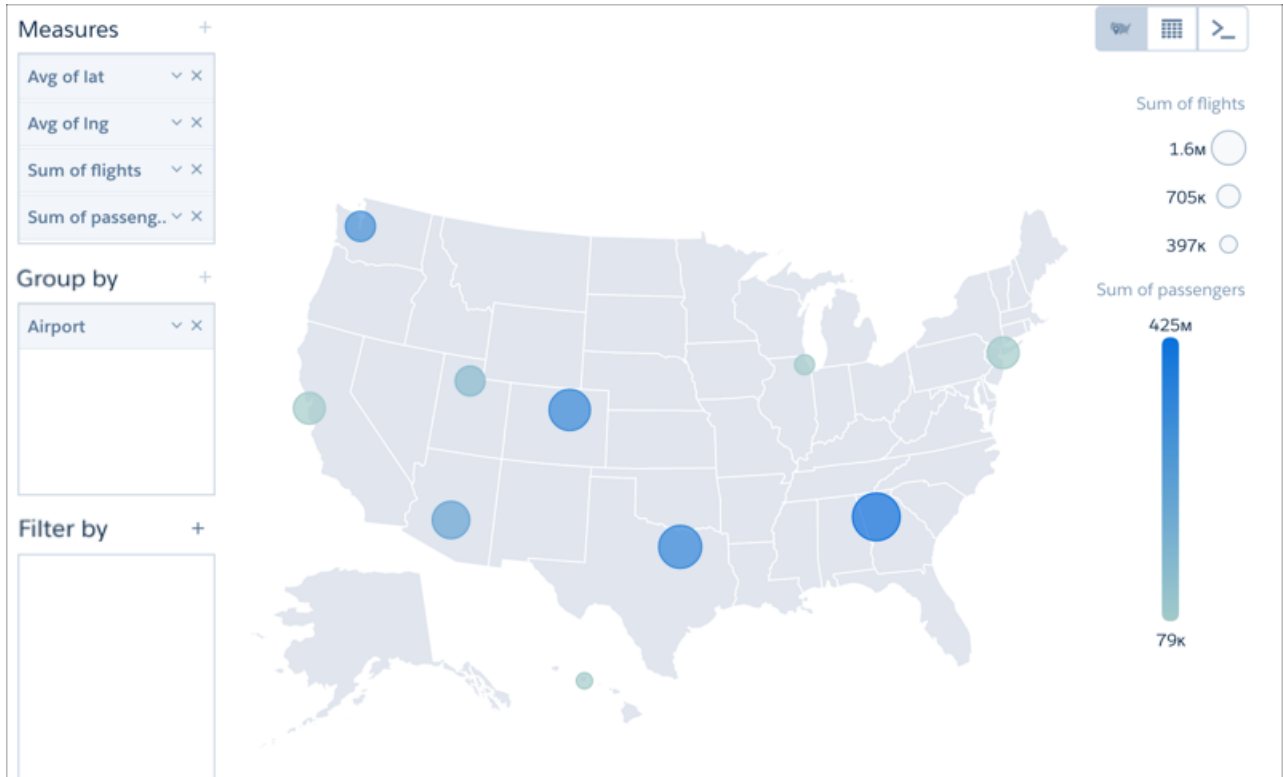 Measures +
Avg of lat
Avg of lng
Sum of flights
Sum of passeng..
Group by +
Airport
Filter by +
>_
Sum of flights
1.6M
705K
397K
Sum of passengers
425M
79K